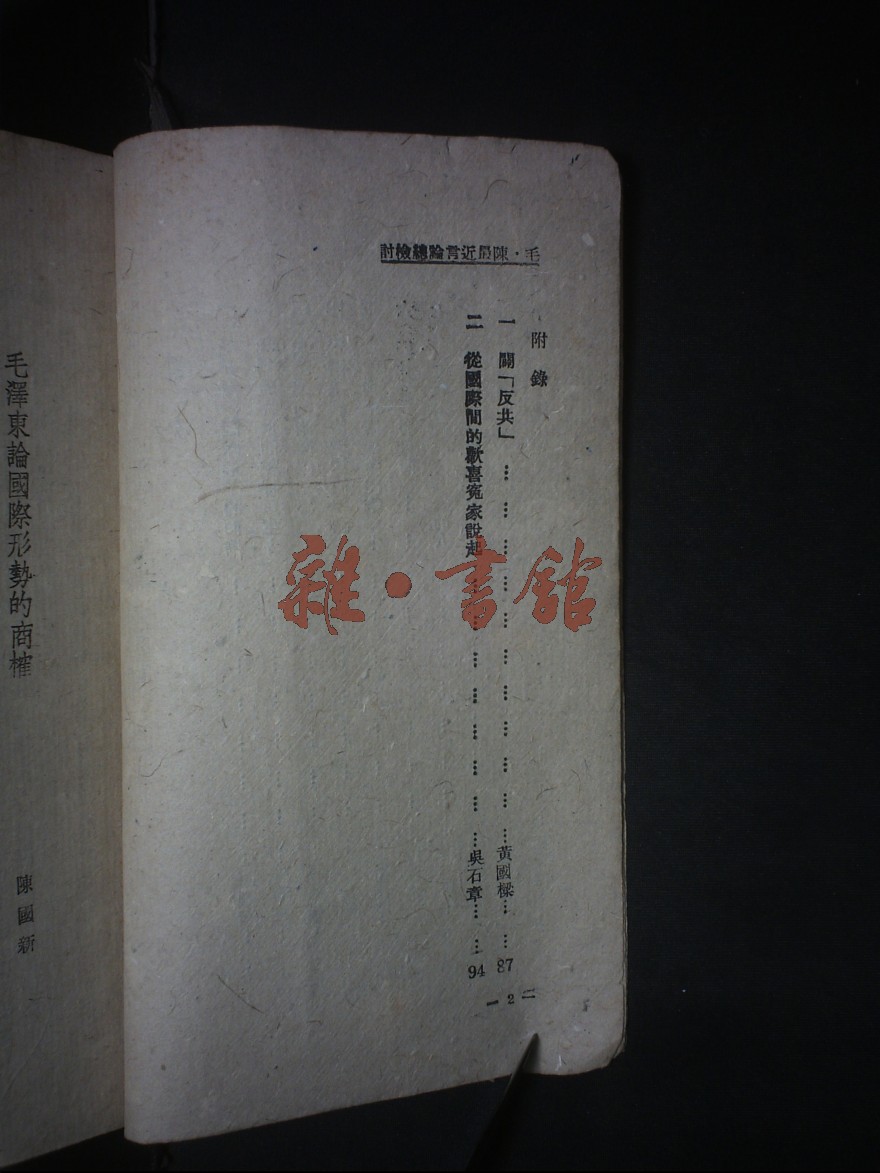 毛·陳最近言論總檢討
附錄
一 闢「反共」……黃國樑……87
二 從國際間的歡喜冤家說起……吳石章……94
— 2 —
毛澤東論國際形勢的商榷
陳國新
雜·書館